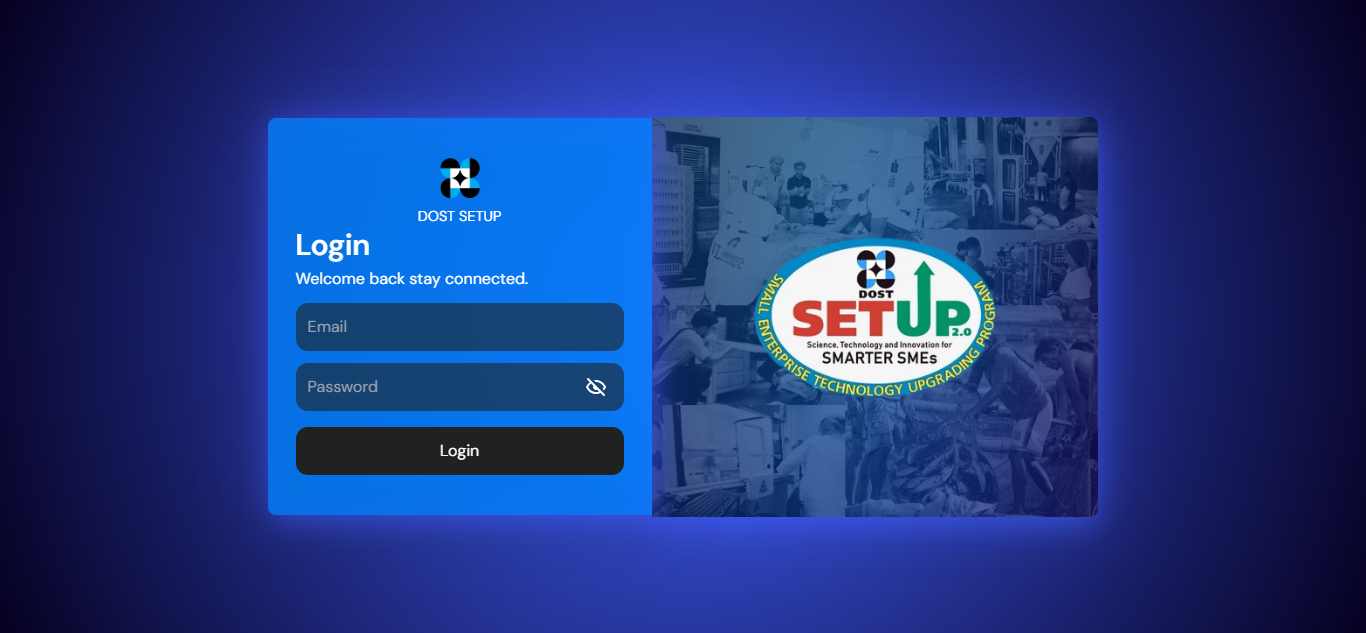 DOST SETUP
Login
Welcome back stay connected.
Email
Password
Login
DOST
SETUP 2.0
Science, Technology and Innovation for
SMARTER SMEs
SMALL ENTERPRISE TECHNOLOGY UPGRADING PROGRAM